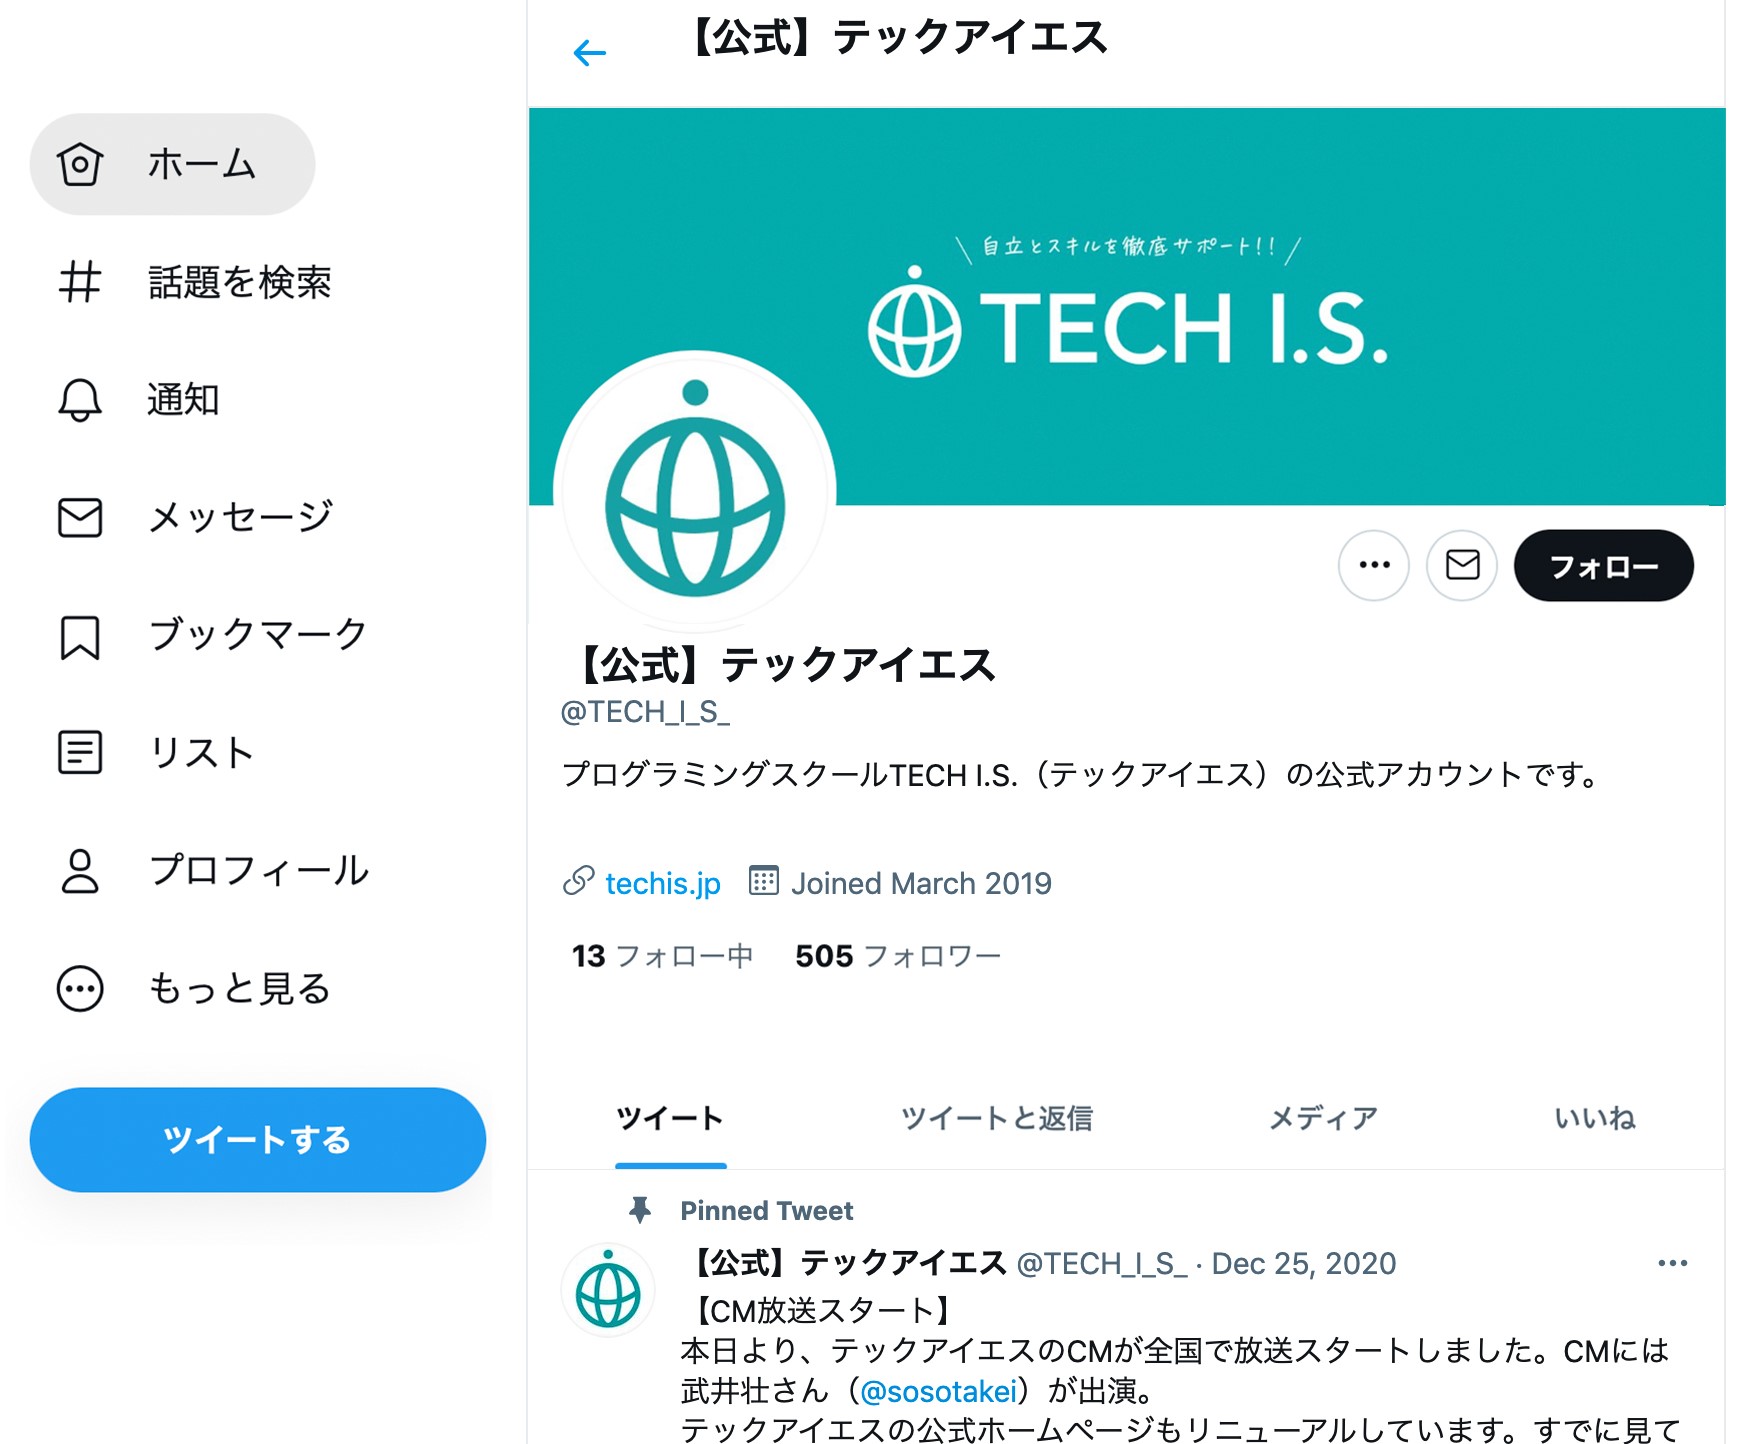 ホーム
話題を検索
通知
メッセージ
ブックマーク
リスト
プロフィール
もっと見る
ツイートする
【公式】テックアイエス
\ 自立とスキルを徹底サポート!! /
TECH I.S.
フォロー
【公式】テックアイエス
@TECH_I_S_
プログラミングスクールTECH I.S.（テックアイエス）の公式アカウントです。
techis.jp Joined March 2019
13 フォロー中 505 フォロワー
ツイート ツイートと返信 メディア いいね
Pinned Tweet
【公式】テックアイエス @TECH_I_S_ · Dec 25, 2020
【CM放送スタート】
本日より、テックアイエスのCMが全国で放送スタートしました。CMには
武井壮さん（@sosotakei）が出演。
テックアイエスの公式ホームページもリニューアルしています。すでに見て